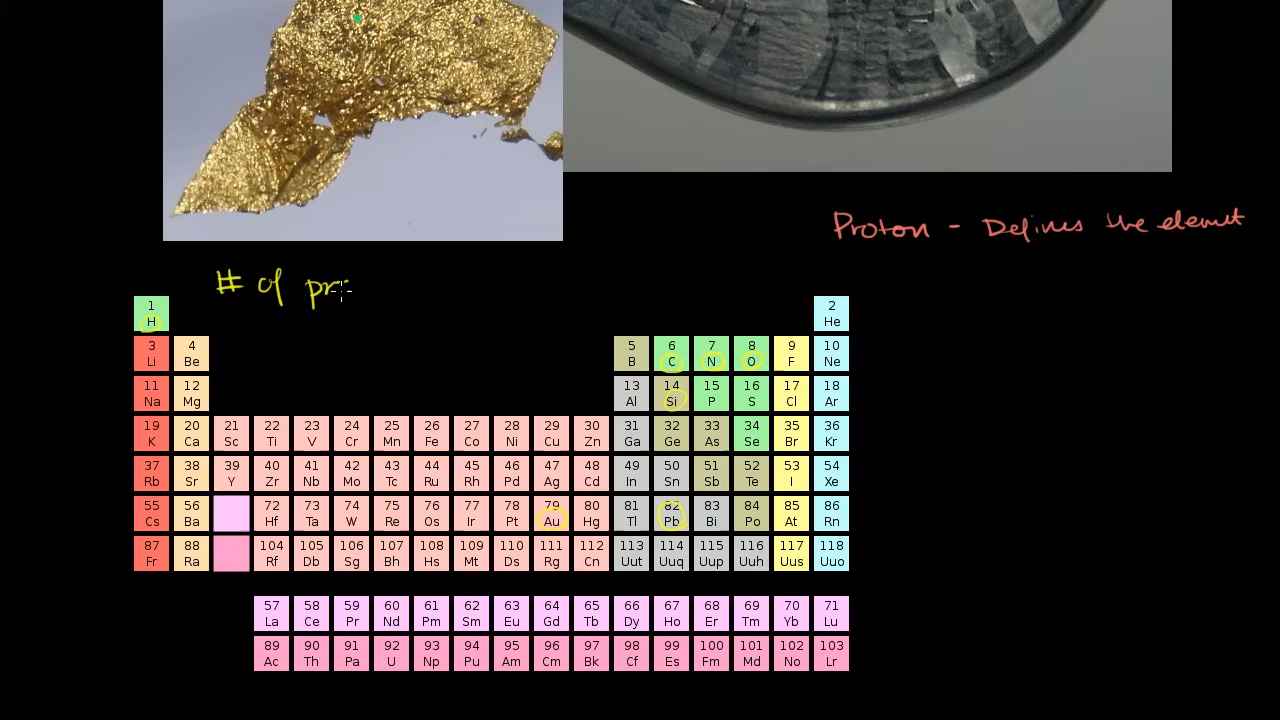 Proton - Defines the element
# of pr
1 2
H He
3 4 5 6 7 8 9 10
Li Be B C N O F Ne
11 12 13 14 15 16 17 18
Na Mg Al Si P S Cl Ar
19 20 21 22 23 24 25 26 27 28 29 30 31 32 33 34 35 36
K Ca Sc Ti V Cr Mn Fe Co Ni Cu Zn Ga Ge As Se Br Kr
37 38 39 40 41 42 43 44 45 46 47 48 49 50 51 52 53 54
Rb Sr Y Zr Nb Mo Tc Ru Rh Pd Ag Cd In Sn Sb Te I Xe
55 56 72 73 74 75 76 77 78 79 80 81 82 83 84 85 86
Cs Ba Hf Ta W Re Os Ir Pt Au Hg Tl Pb Bi Po At Rn
87 88 104 105 106 107 108 109 110 111 112 113 114 115 116 117 118
Fr Ra Rf Db Sg Bh Hs Mt Ds Rg Cn Uut Uuq Uup Uuh Uus Uuo
57 58 59 60 61 62 63 64 65 66 67 68 69 70 71
La Ce Pr Nd Pm Sm Eu Gd Tb Dy Ho Er Tm Yb Lu
89 90 91 92 93 94 95 96 97 98 99 100 101 102 103
Ac Th Pa U Np Pu Am Cm Bk Cf Es Fm Md No Lr